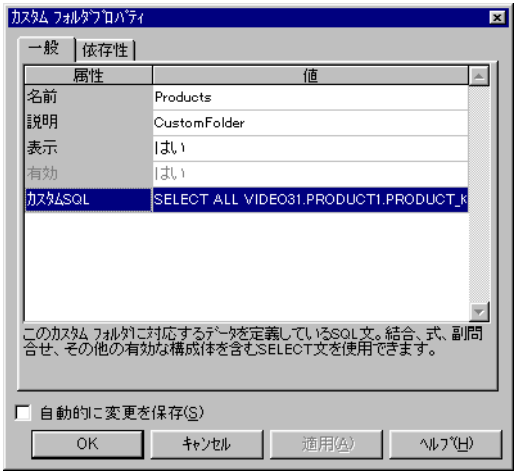 カスタム フォルダプロパティ
一般 依存性
属性 値
名前 Products
説明 CustomFolder
表示 はい
有効 はい
カスタムSQL SELECT ALL VIDEO31.PRODUCT1.PRODUCT_K
このカスタム フォルダに対応するデータを定義しているSQL文。結合、式、副問
合せ、その他の有効な構成体を含むSELECT文を使用できます。
自動的に変更を保存(S)
OK キャンセル 適用(A) ヘルプ(H)